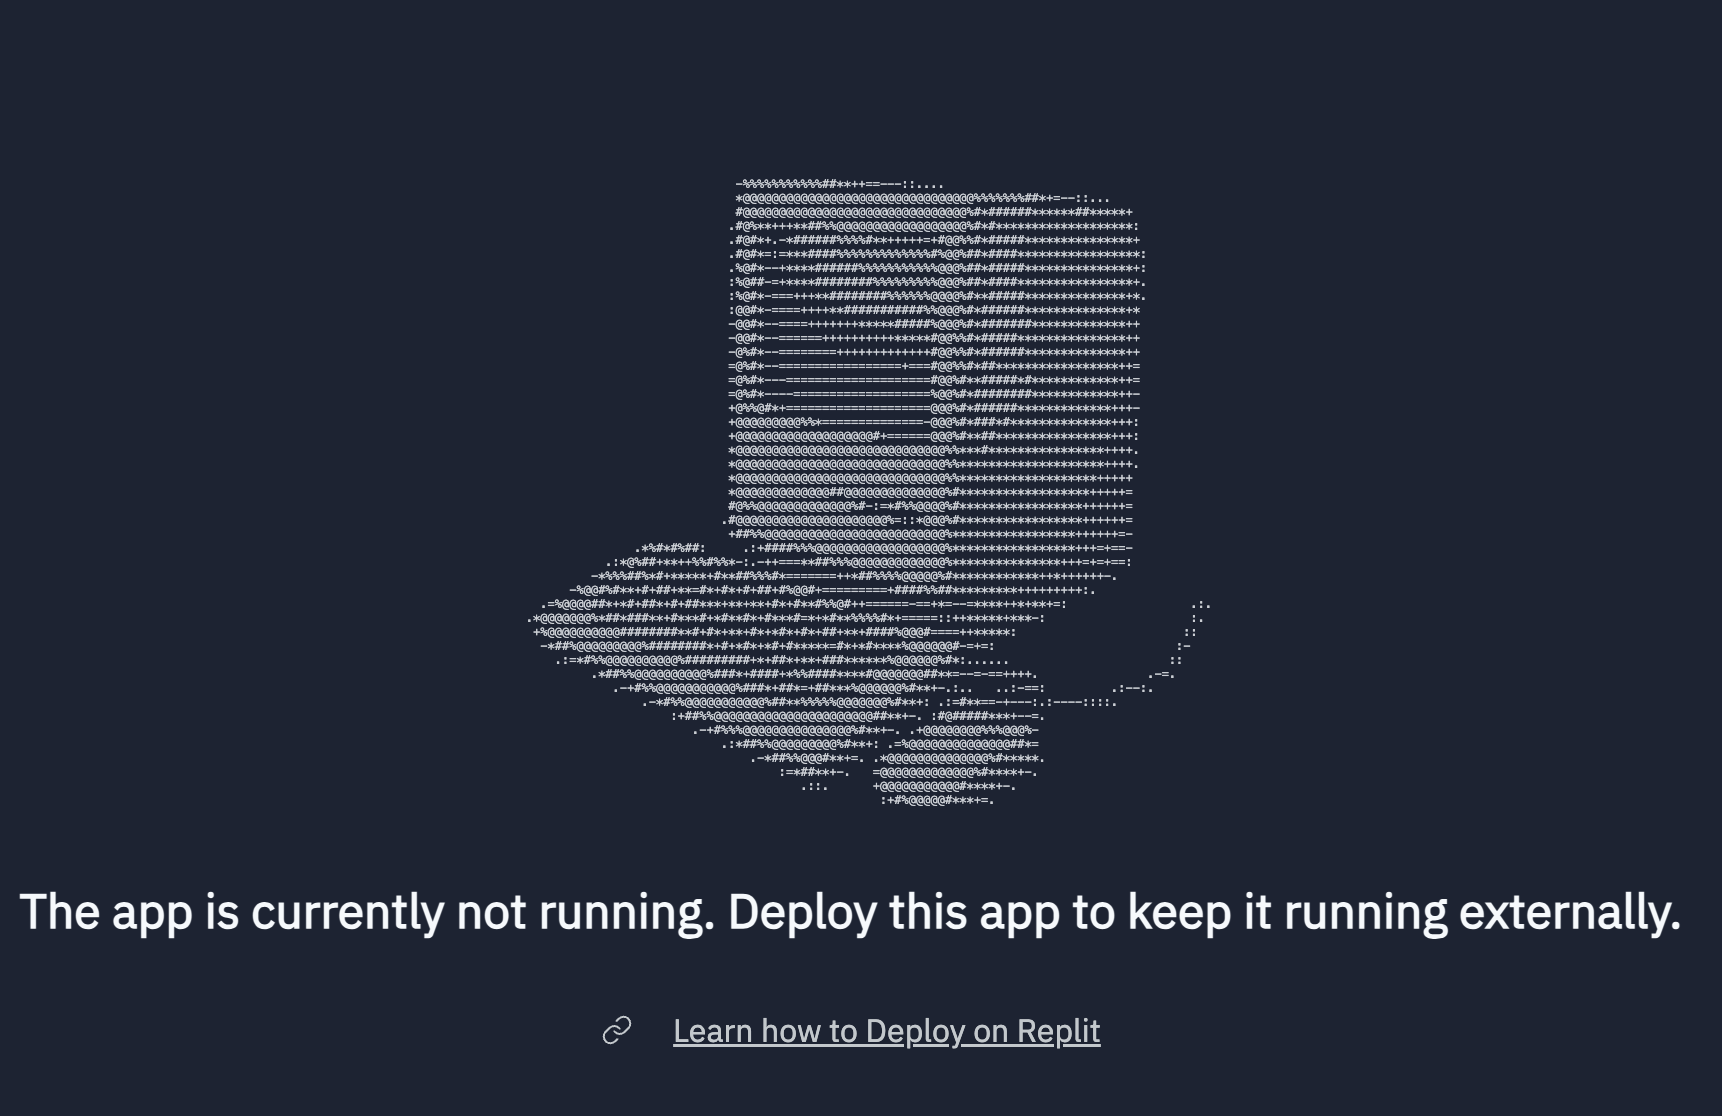 The app is currently not running. Deploy this app to keep it running externally.
Learn how to Deploy on Replit